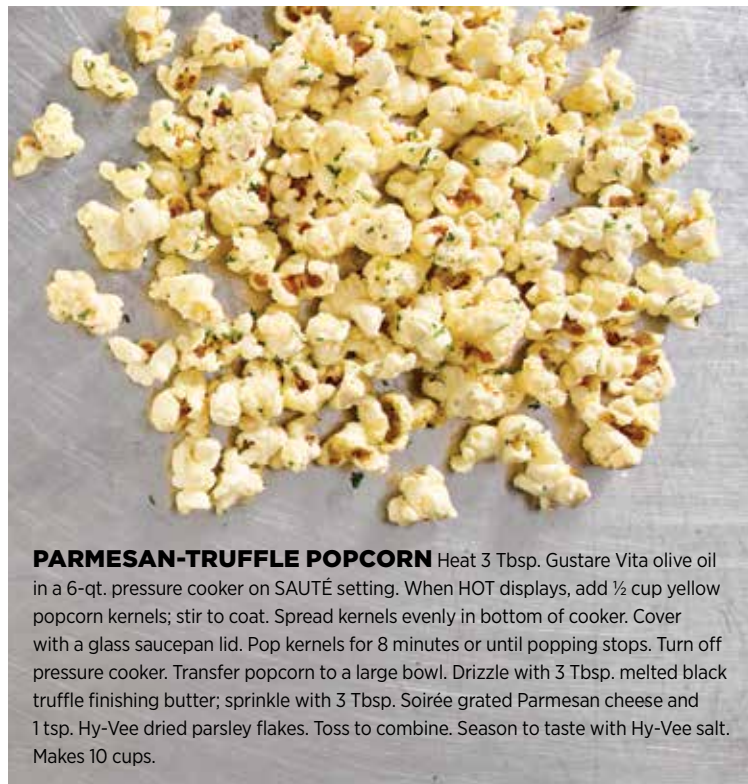 PARMESAN-TRUFFLE POPCORN Heat 3 Tbsp. Gustare Vita olive oil
in a 6-qt. pressure cooker on SAUTÉ setting. When HOT displays, add ½ cup yellow
popcorn kernels; stir to coat. Spread kernels evenly in bottom of cooker. Cover
with a glass saucepan lid. Pop kernels for 8 minutes or until popping stops. Turn off
pressure cooker. Transfer popcorn to a large bowl. Drizzle with 3 Tbsp. melted black
truffle finishing butter; sprinkle with 3 Tbsp. Soirée grated Parmesan cheese and
1 tsp. Hy-Vee dried parsley flakes. Toss to combine. Season to taste with Hy-Vee salt.
Makes 10 cups.